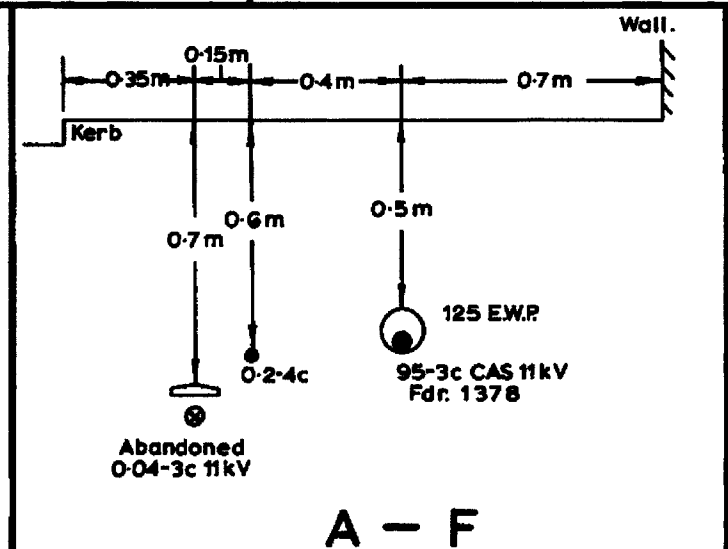 Wall.
0·15m
0·35m
0·4m
0·7m
Kerb
0·6m
0·5m
0·7m
125 E.W.P.
0·2-4c
95-3c CAS 11kV
Fdr. 1378
Abandoned
0·04-3c 11kV
A – F